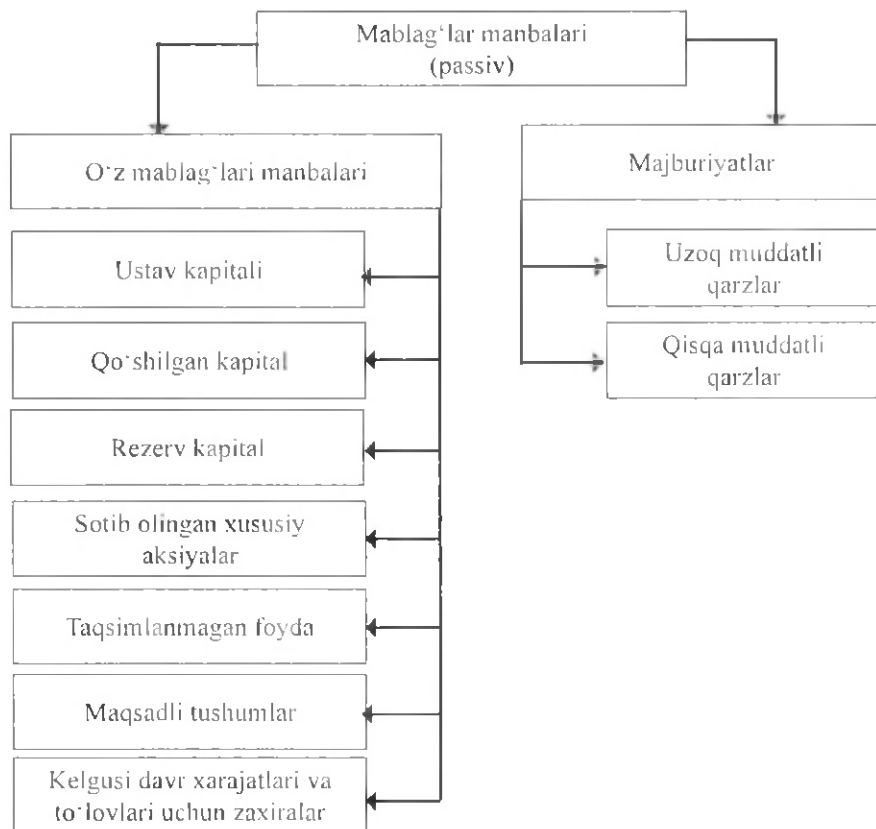 Mablag‘lar manbalari
(passiv)
O‘z mablag‘lari manbalari
Majburiyatlar
Ustav kapitali
Qo‘shilgan kapital
Rezerv kapital
Sotib olingan xususiy
aksiyalar
Taqsimlanmagan foyda
Maqsadli tushumlar
Kelgusi davr xarajatlari va
to‘lovlari uchun zaxiralar
Uzoq muddatli
qarzlar
Qisqa muddatli
qarzlar